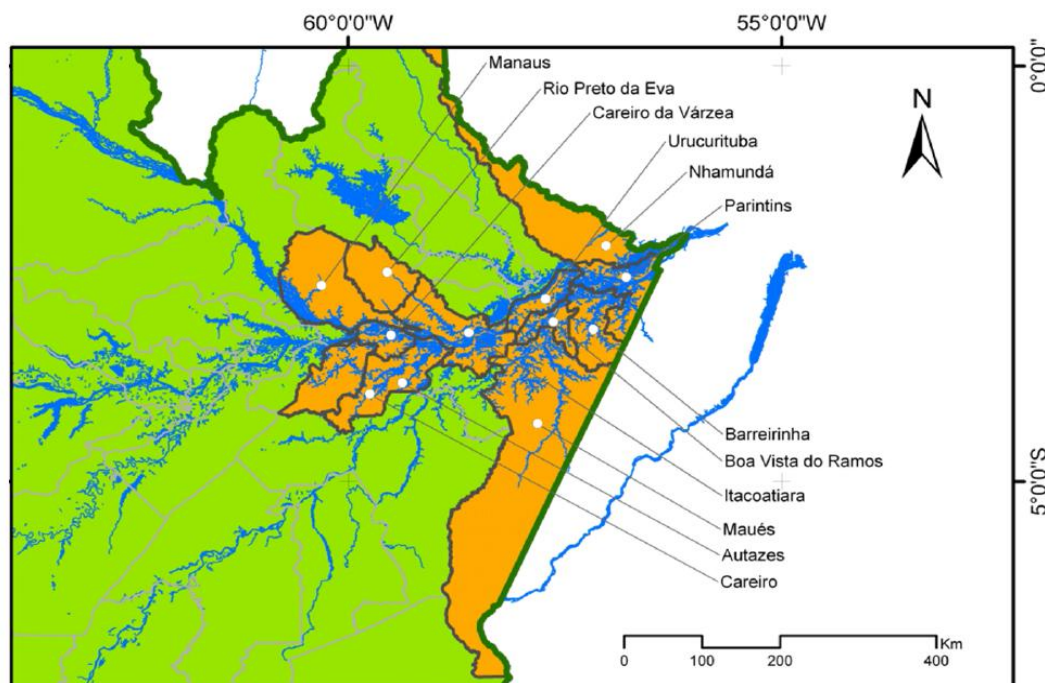 60°0'0"W
55°0'0"W
Manaus
Rio Preto da Eva
Careiro da Várzea
Urucurituba
Nhamundá
Parintins
N
0°0'0"
Barreirinha
Boa Vista do Ramos
Itacoatiara
Maués
Autazes
Careiro
5°0'0"S
Km
0 100 200 400